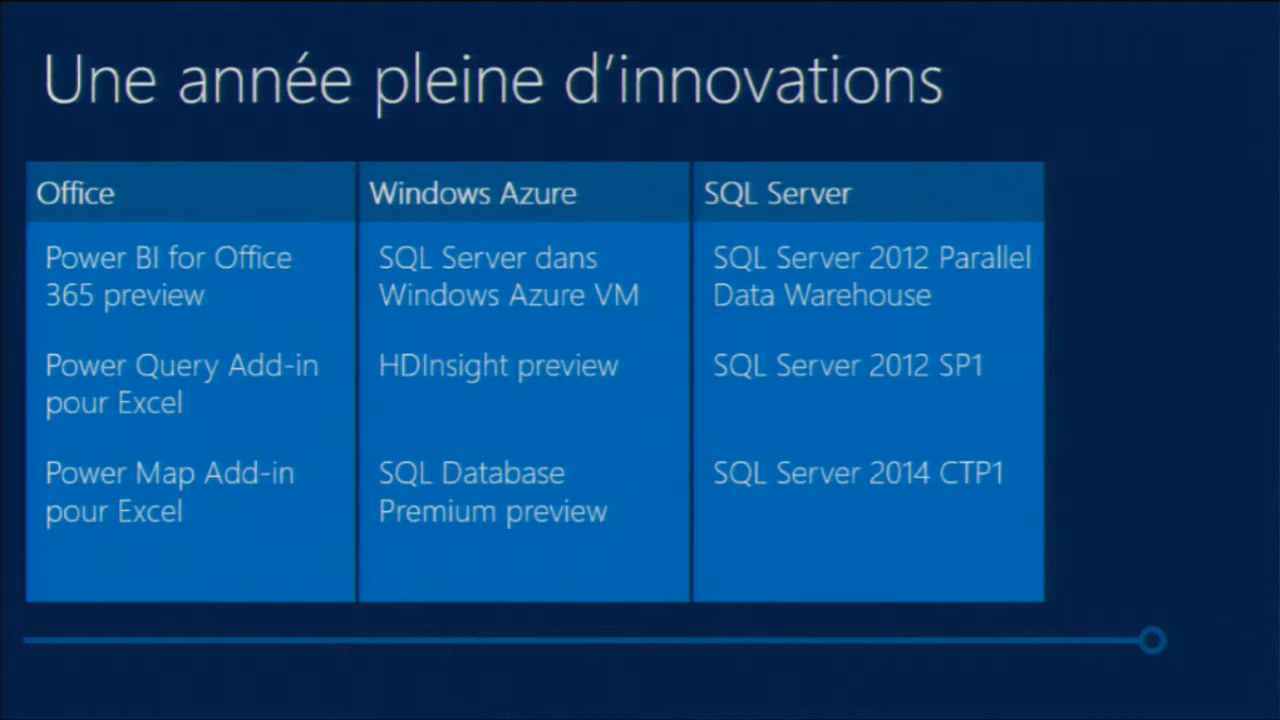 Une année pleine d'innovations
Office
Power BI for Office
365 preview
Power Query Add-in
pour Excel
Power Map Add-in
pour Excel
Windows Azure
SQL Server dans
Windows Azure VM
HDInsight preview
SQL Database
Premium preview
SQL Server
SQL Server 2012 Parallel
Data Warehouse
SQL Server 2012 SP1
SQL Server 2014 CTP1